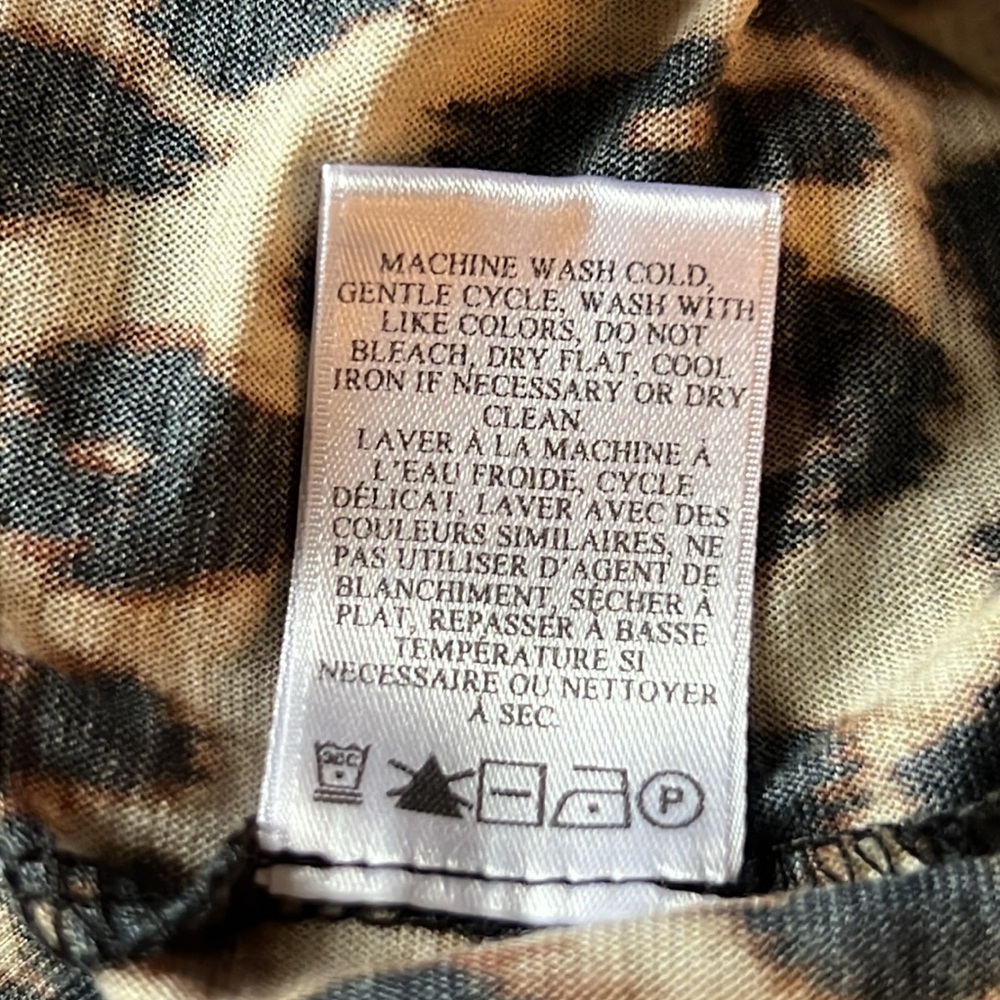 MACHINE WASH COLD,
GENTLE CYCLE, WASH WITH
LIKE COLORS, DO NOT
BLEACH, DRY FLAT, COOL
IRON IF NECESSARY OR DRY
CLEAN
LAVER À LA MACHINE À
L'EAU FROIDE, CYCLE
DÉLICAT, LAVER AVEC DES
COULEURS SIMILAIRES, NE
PAS UTILISER D'AGENT DE
BLANCHIMENT, SÉCHER À
PLAT, REPASSER À BASSE
TEMPÉRATURE SI
NECESSAIRE OU NETTOYER
À SEC.
30C P